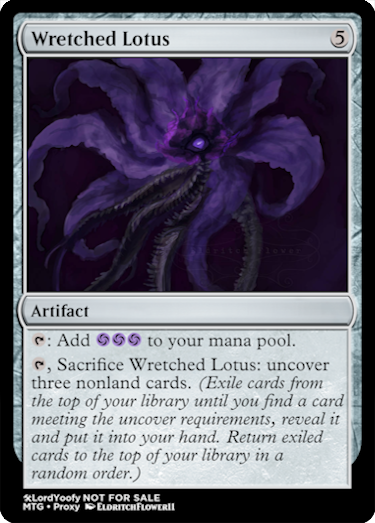 Wretched Lotus 5
Artifact
: Add to your mana pool.
, Sacrifice Wretched Lotus: uncover
three nonland cards. (Exile cards from
the top of your library until you find a card
meeting the uncover requirements, reveal it
and put it into your hand. Return exiled
cards to the top of your library in a
random order.)
LordYoofy NOT FOR SALE
MTG • Proxy EldritchFlowerII